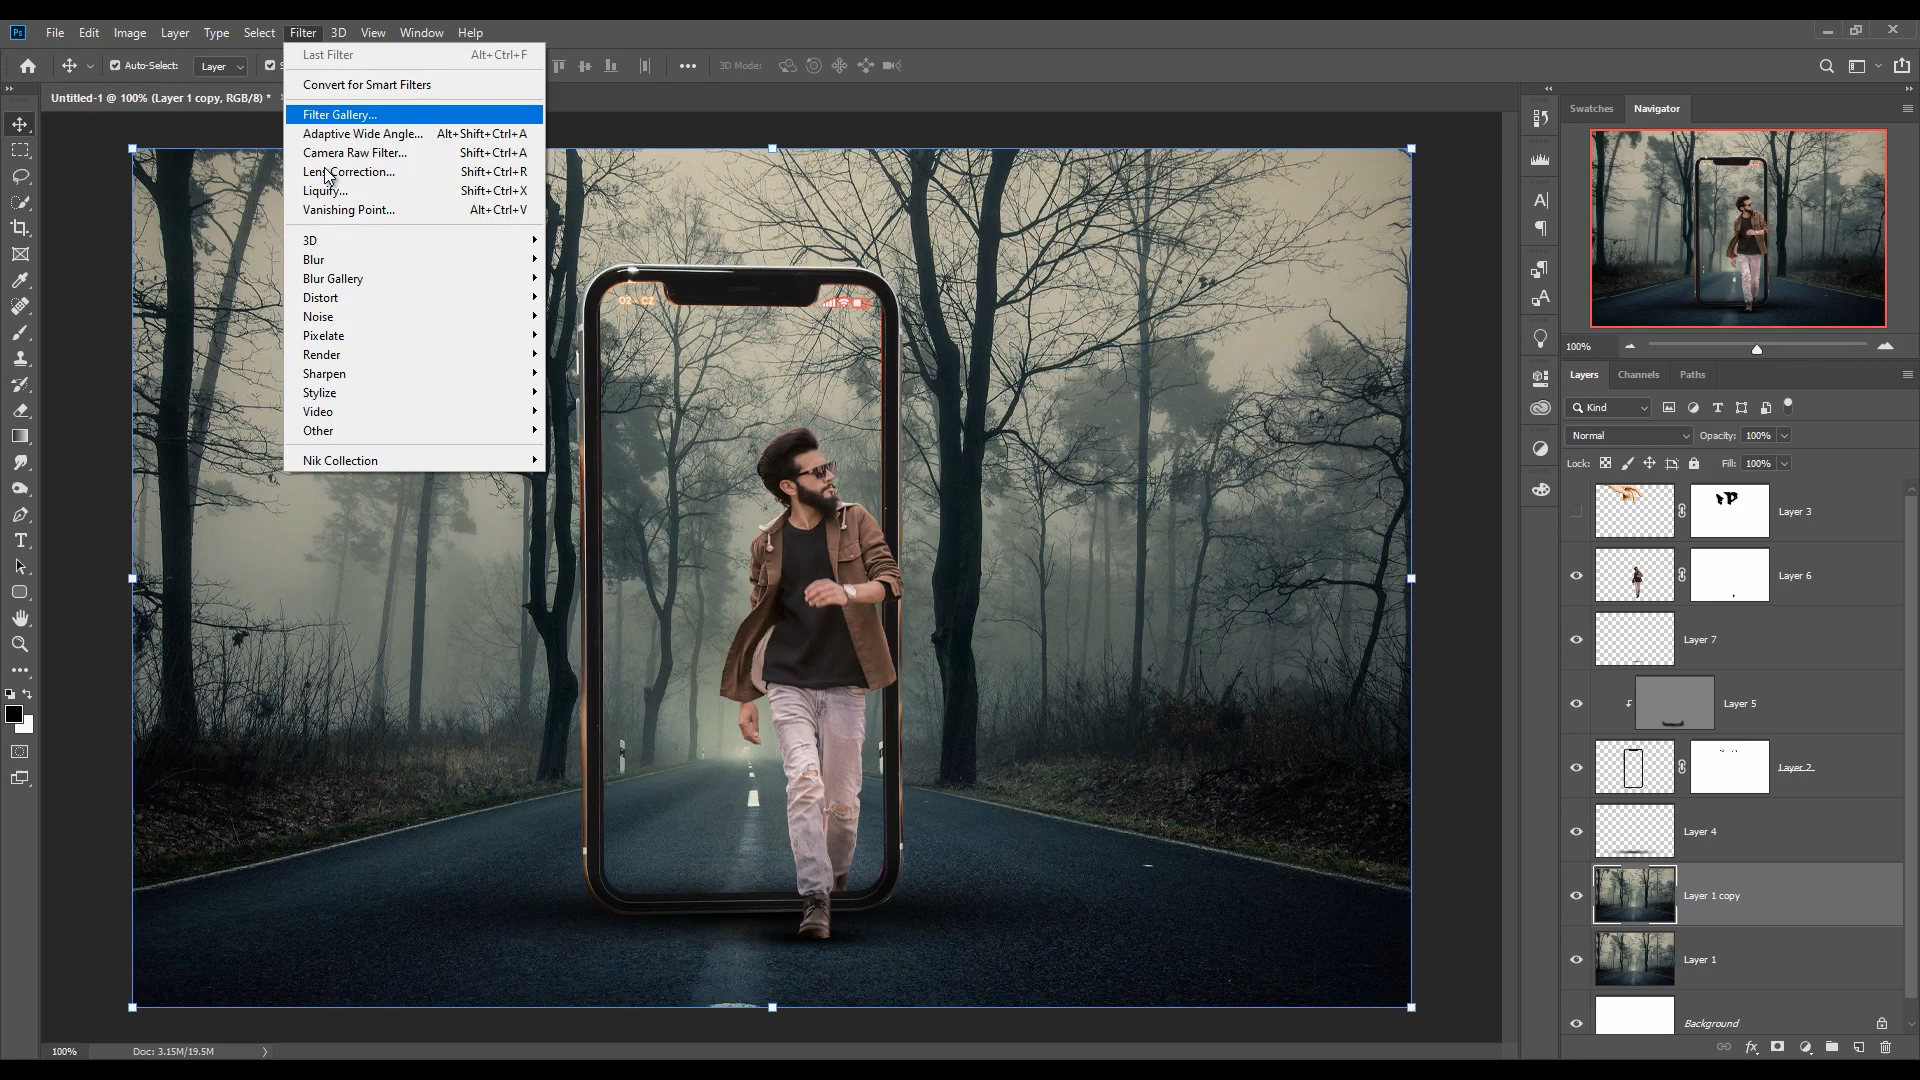 Ps File Edit Image Layer Type Select Filter 3D View Window Help
Auto-Select: Layer 3D Mode:
Last Filter Alt+Ctrl+F
Convert for Smart Filters
Filter Gallery...
Adaptive Wide Angle... Alt+Shift+Ctrl+A
Camera Raw Filter... Shift+Ctrl+A
Lens Correction... Shift+Ctrl+R
Liquify... Shift+Ctrl+X
Vanishing Point... Alt+Ctrl+V
3D
Blur
Blur Gallery
Distort
Noise
Pixelate
Render
Sharpen
Stylize
Video
Other
Nik Collection
Untitled-1 @ 100% (Layer 1 copy, RGB/8) *
Swatches Navigator
100%
Layers Channels Paths
Kind
Normal Opacity: 100%
Lock: Fill: 100%
Layer 3
Layer 6
Layer 7
Layer 5
Layer 2
Layer 4
Layer 1 copy
Layer 1
Background
fx
100% Doc: 3.15M/19.5M